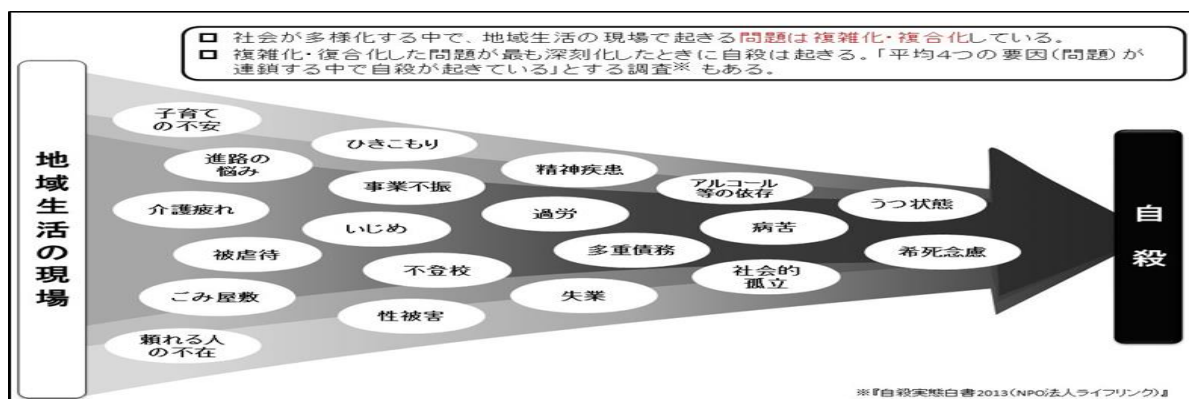 □ 社会が多様化する中で、地域生活の現場で起きる問題は複雑化・複合化している。
□ 複雑化・復合化した問題が最も深刻化したときに自殺は起きる。「平均4つの要因(問題)が
連鎖する中で自殺が起きている」とする調査※ もある。
地域生活の現場
子育て
の不安
進路の
悩み
介護疲れ
被虐待
ごみ屋敷
頼れる人
の不在
ひきこもり
事業不振
いじめ
不登校
性被害
精神疾患
過労
多重債務
失業
アルコール
等の依存
病苦
社会的
孤立
うつ状態
希死念慮
自殺
※『自殺実態白書2013(NPO法人ライフリンク)』